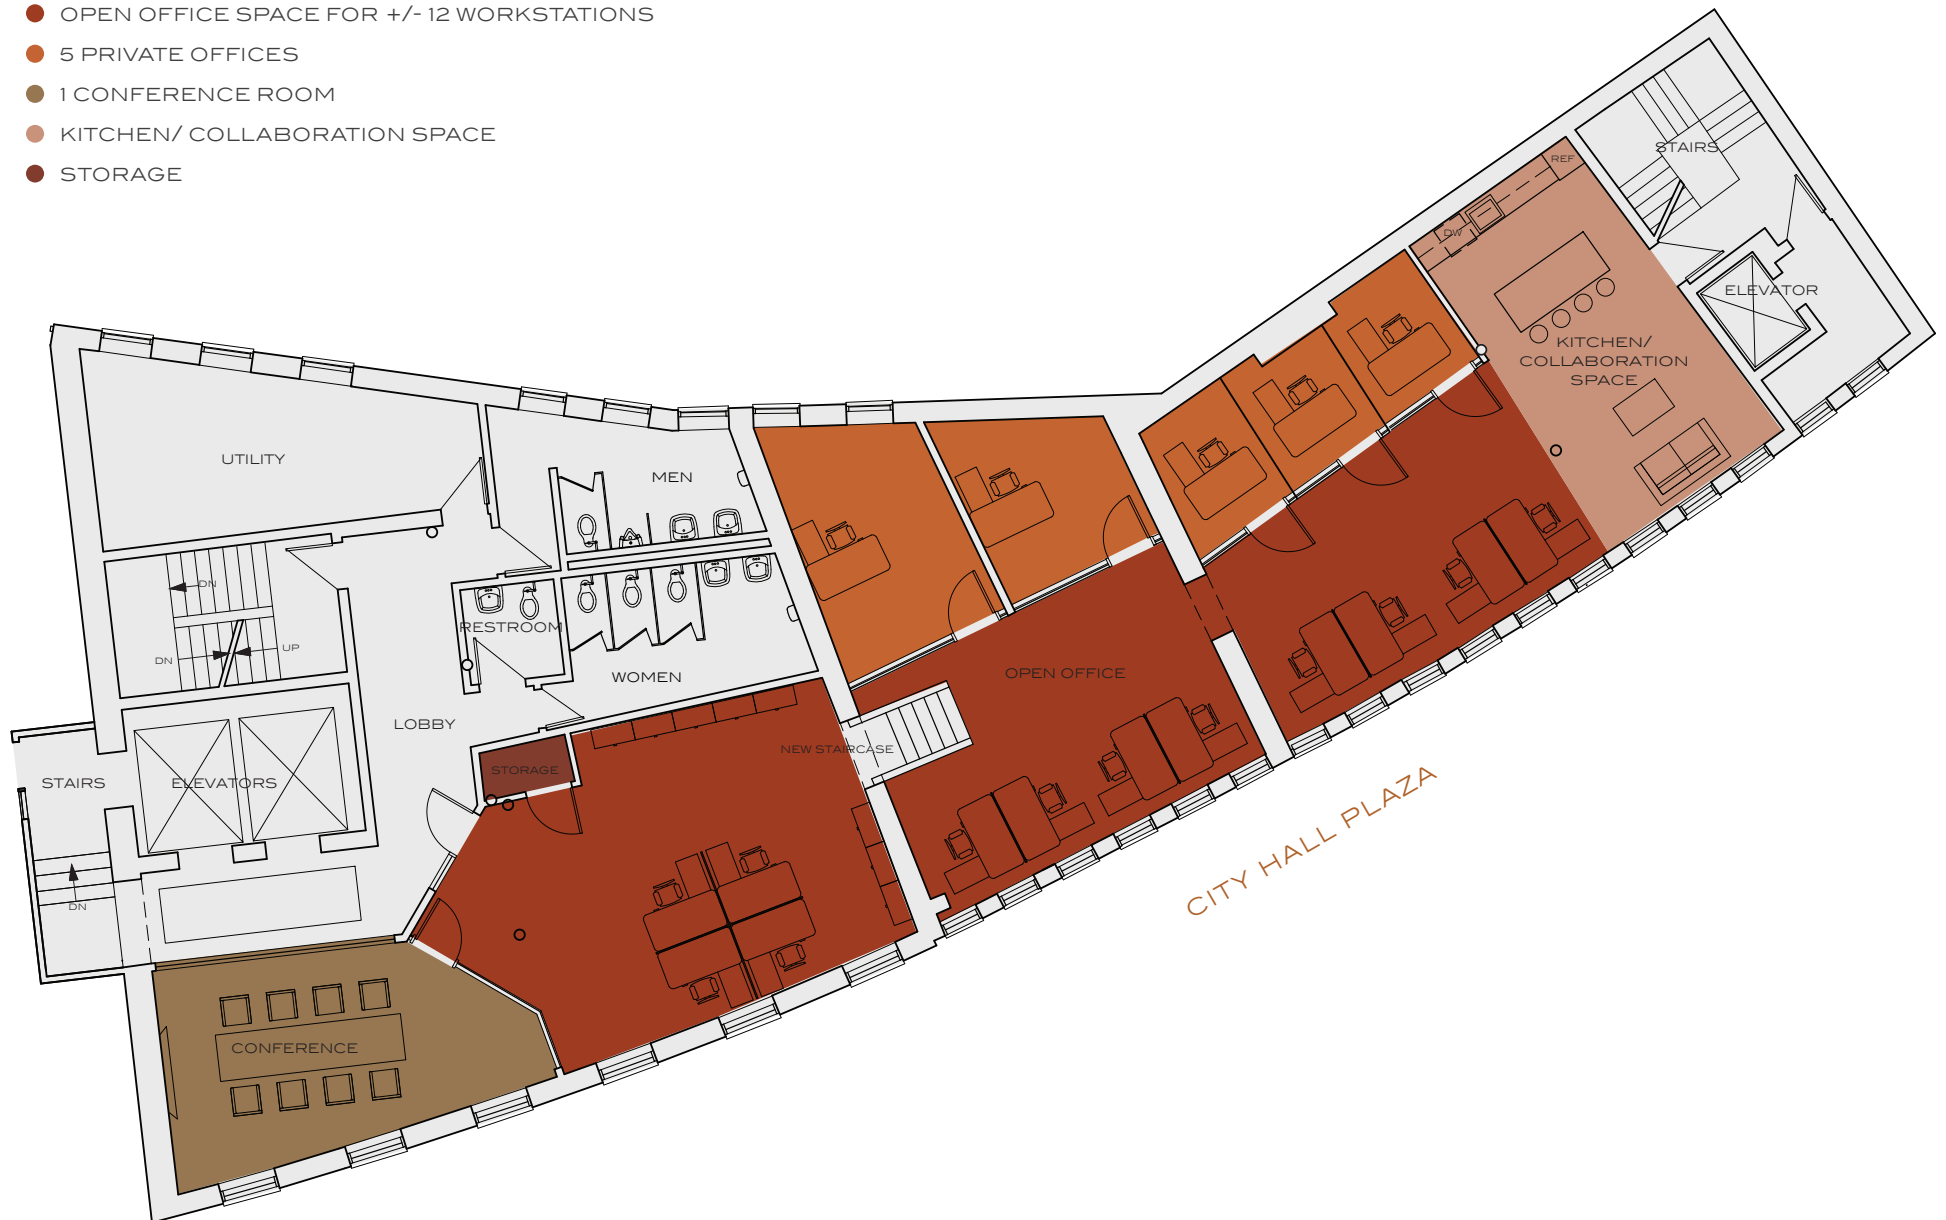 OPEN OFFICE SPACE FOR +/- 12 WORKSTATIONS
5 PRIVATE OFFICES
1 CONFERENCE ROOM
KITCHEN/ COLLABORATION SPACE
STORAGE
STAIRS
REF
DW
ELEVATOR
KITCHEN/
COLLABORATION
SPACE
UTILITY
MEN
DN
RESTROOM
UP
DN
WOMEN
OPEN OFFICE
LOBBY
NEW STAIRCASE
STORAGE
STAIRS
ELEVATORS
CITY HALL PLAZA
DN
CONFERENCE